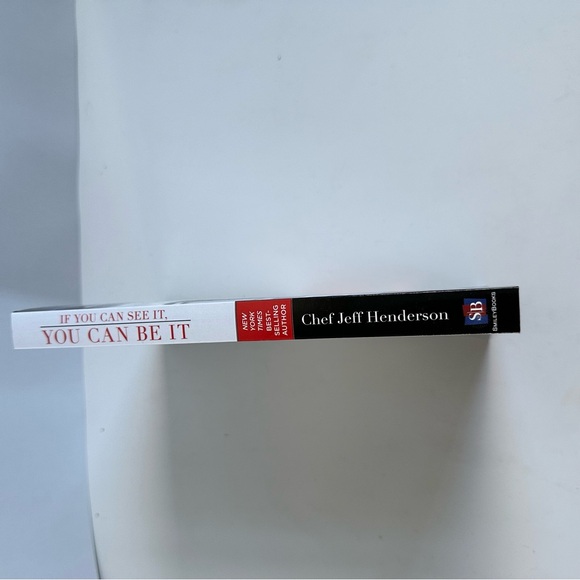 IF YOU CAN SEE IT,
YOU CAN BE IT
NEW
YORK
TIMES
BEST-
SELLING
AUTHOR
Chef Jeff Henderson
SB
SMILEYBOOKS